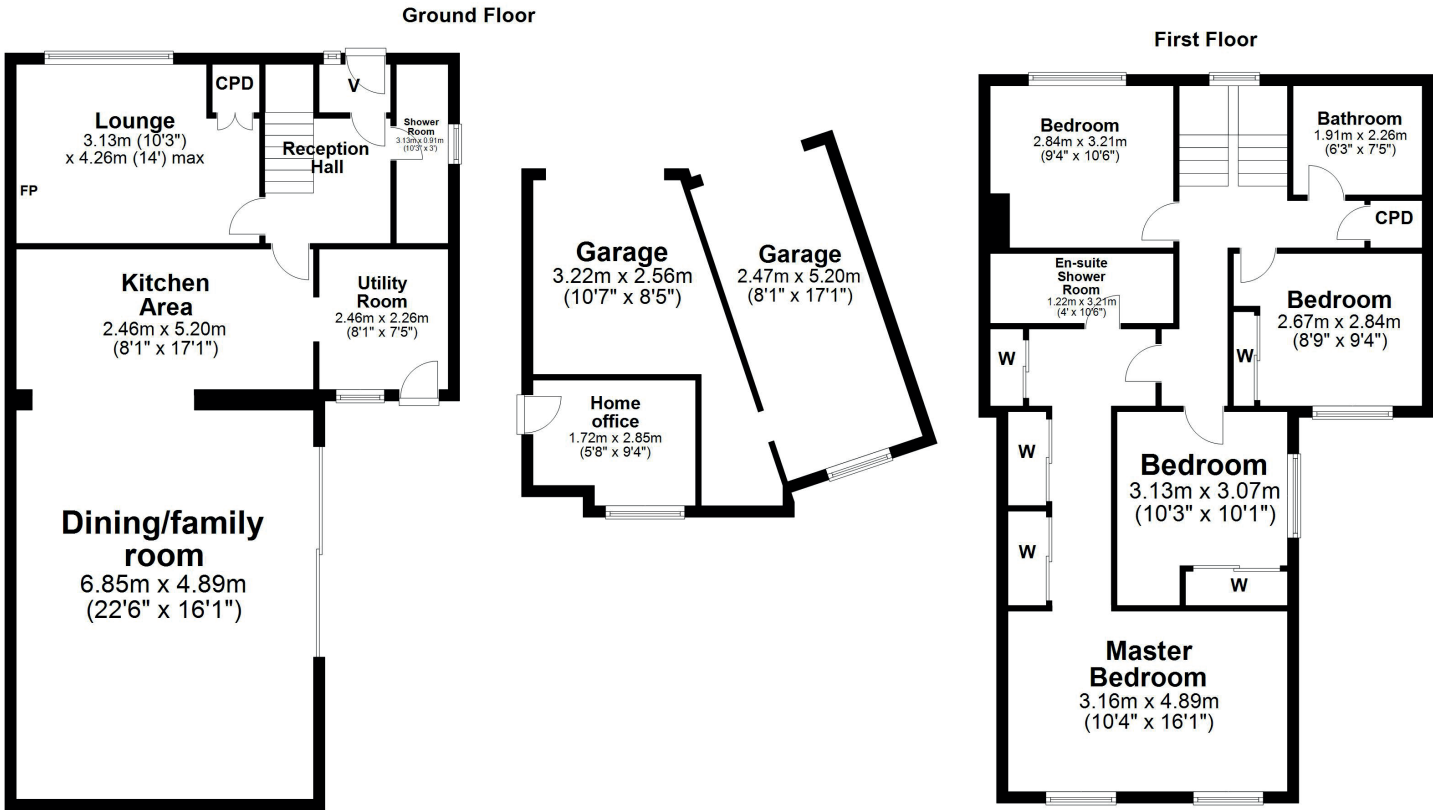 Ground Floor
CPD
V
Lounge
3.13m (10'3")
x 4.26m (14') max
FP
Reception
Hall
Shower
Room
3.13m x 0.91m
(10'3" x 3')
Kitchen
Area
2.46m x 5.20m
(8'1" x 17'1")
Utility
Room
2.46m x 2.26m
(8'1" x 7'5")
Dining/family
room
6.85m x 4.89m
(22'6" x 16'1")
Garage
3.22m x 2.56m
(10'7" x 8'5")
Garage
2.47m x 5.20m
(8'1" x 17'1")
Home
office
1.72m x 2.85m
(5'8" x 9'4")
First Floor
Bedroom
2.84m x 3.21m
(9'4" x 10'6")
Bathroom
1.91m x 2.26m
(6'3" x 7'5")
CPD
En-suite
Shower
Room
1.22m x 3.21m
(4' x 10'6")
Bedroom
2.67m x 2.84m
(8'9" x 9'4")
W
W
W
W
Bedroom
3.13m x 3.07m
(10'3" x 10'1")
W
Master
Bedroom
3.16m x 4.89m
(10'4" x 16'1")